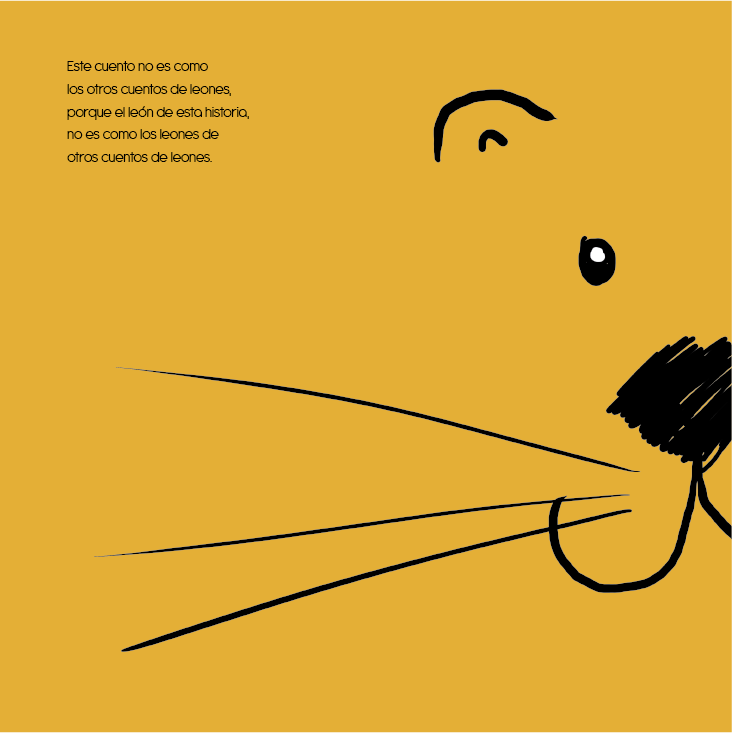 Este cuento no es como
los otros cuentos de leones,
porque el león de esta historia,
no es como los leones de
otros cuentos de leones.